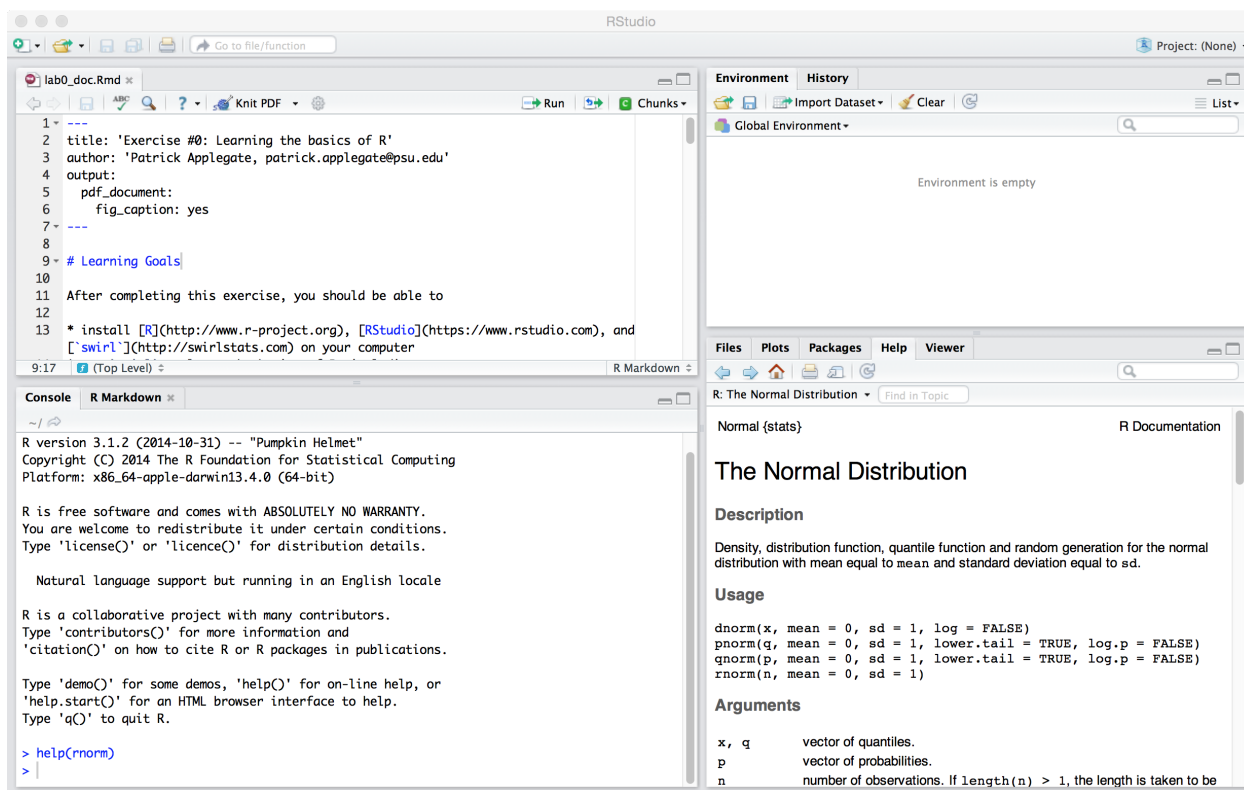 RStudio
Go to file/function
Project: (None)
lab0_doc.Rmd
ABC
? Knit PDF
Run
Chunks
1 ---
2 title: 'Exercise #0: Learning the basics of R'
3 author: 'Patrick Applegate, patrick.applegate@psu.edu'
4 output:
5 pdf_document:
6 fig_caption: yes
7 ---
8
9 # Learning Goals
10
11 After completing this exercise, you should be able to
12
13 * install [R](http://www.r-project.org), [RStudio](https://www.rstudio.com), and
[`swirl`](http://swirlstats.com) on your computer
9:17 (Top Level) R Markdown
Console R Markdown
~/
R version 3.1.2 (2014-10-31) -- "Pumpkin Helmet"
Copyright (C) 2014 The R Foundation for Statistical Computing
Platform: x86_64-apple-darwin13.4.0 (64-bit)
R is free software and comes with ABSOLUTELY NO WARRANTY.
You are welcome to redistribute it under certain conditions.
Type 'license()' or 'licence()' for distribution details.
Natural language support but running in an English locale
R is a collaborative project with many contributors.
Type 'contributors()' for more information and
'citation()' on how to cite R or R packages in publications.
Type 'demo()' for some demos, 'help()' for on-line help, or
'help.start()' for an HTML browser interface to help.
Type 'q()' to quit R.
> help(rnorm)
>
Environment History
Import Dataset Clear List
Global Environment
Environment is empty
Files Plots Packages Help Viewer
R: The Normal Distribution Find in Topic
Normal {stats} R Documentation
The Normal Distribution
Description
Density, distribution function, quantile function and random generation for the normal
distribution with mean equal to mean and standard deviation equal to sd.
Usage
dnorm(x, mean = 0, sd = 1, log = FALSE)
pnorm(q, mean = 0, sd = 1, lower.tail = TRUE, log.p = FALSE)
qnorm(p, mean = 0, sd = 1, lower.tail = TRUE, log.p = FALSE)
rnorm(n, mean = 0, sd = 1)
Arguments
x, q vector of quantiles.
p vector of probabilities.
n number of observations. If length(n) > 1, the length is taken to be